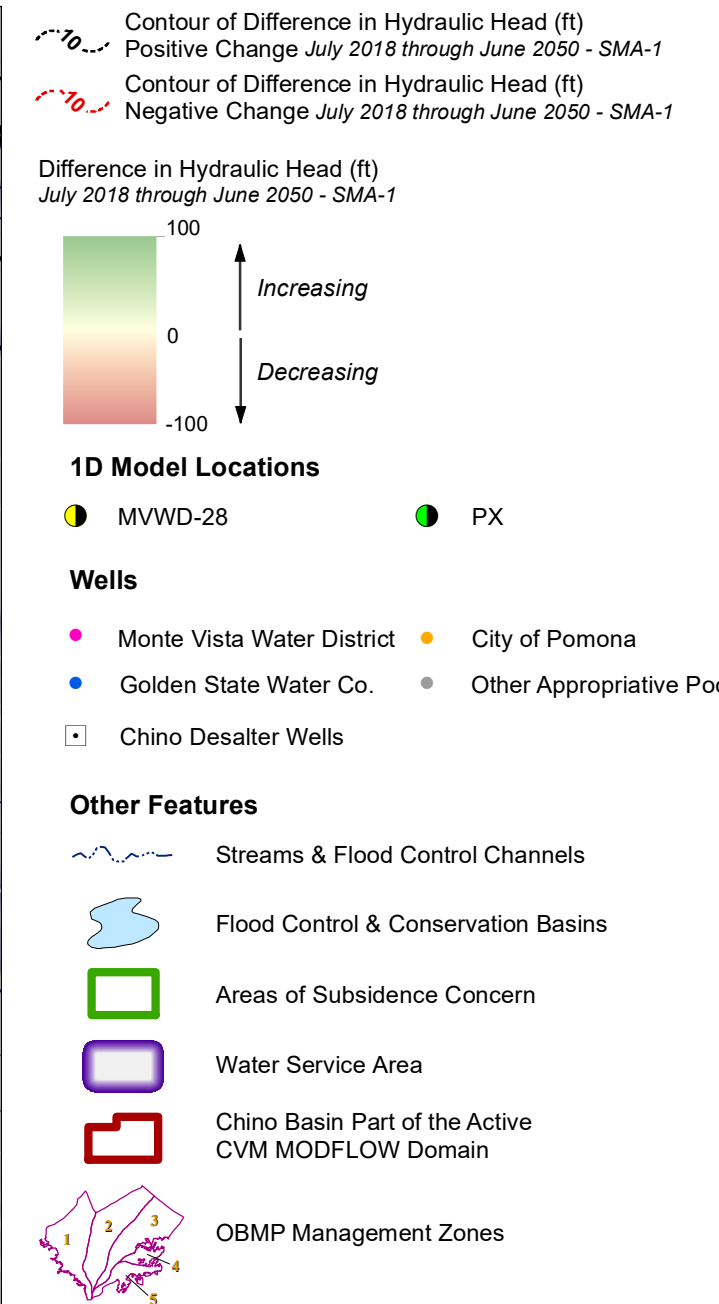 10
Contour of Difference in Hydraulic Head (ft)
Positive Change July 2018 through June 2050 - SMA-1
10
Contour of Difference in Hydraulic Head (ft)
Negative Change July 2018 through June 2050 - SMA-1
Difference in Hydraulic Head (ft)
July 2018 through June 2050 - SMA-1
100
Increasing
0
Decreasing
-100
1D Model Locations
MVWD-28 PX
Wells
Monte Vista Water District City of Pomona
Golden State Water Co. Other Appropriative
Chino Desalter Wells
Other Features
Streams & Flood Control Channels
Flood Control & Conservation Basins
Areas of Subsidence Concern
Water Service Area
Chino Basin Part of the Active
CVM MODFLOW Domain
1 2 3
4
5
OBMP Management Zones